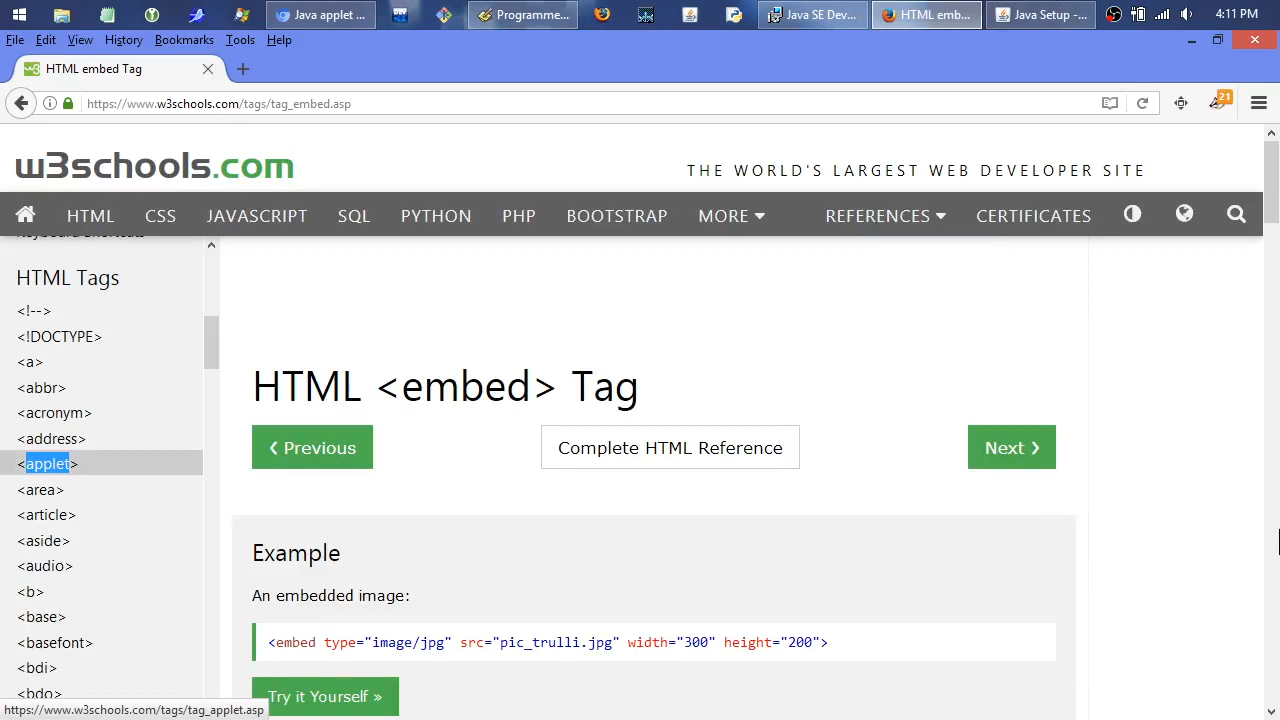 Java applet ...
Programme...
Java SE Dev...
HTML emb...
Java Setup -...
4:11 PM
File Edit View History Bookmarks Tools Help
HTML embed Tag
https://www.w3schools.com/tags/tag_embed.asp
21
w3schools.com
THE WORLD'S LARGEST WEB DEVELOPER SITE
HTML CSS JAVASCRIPT SQL PYTHON PHP BOOTSTRAP MORE REFERENCES CERTIFICATES
Keyboard Shortcuts
HTML Tags
<!-->
<!DOCTYPE>
<a>
<abbr>
<acronym>
<address>
<applet>
<area>
<article>
<aside>
<audio>
<b>
<base>
<basefont>
<bdi>
<bdo>
HTML <embed> Tag
❮ Previous
Complete HTML Reference
Next ❯
Example
An embedded image:
<embed type="image/jpg" src="pic_trulli.jpg" width="300" height="200">
Try it Yourself »
https://www.w3schools.com/tags/tag_applet.asp